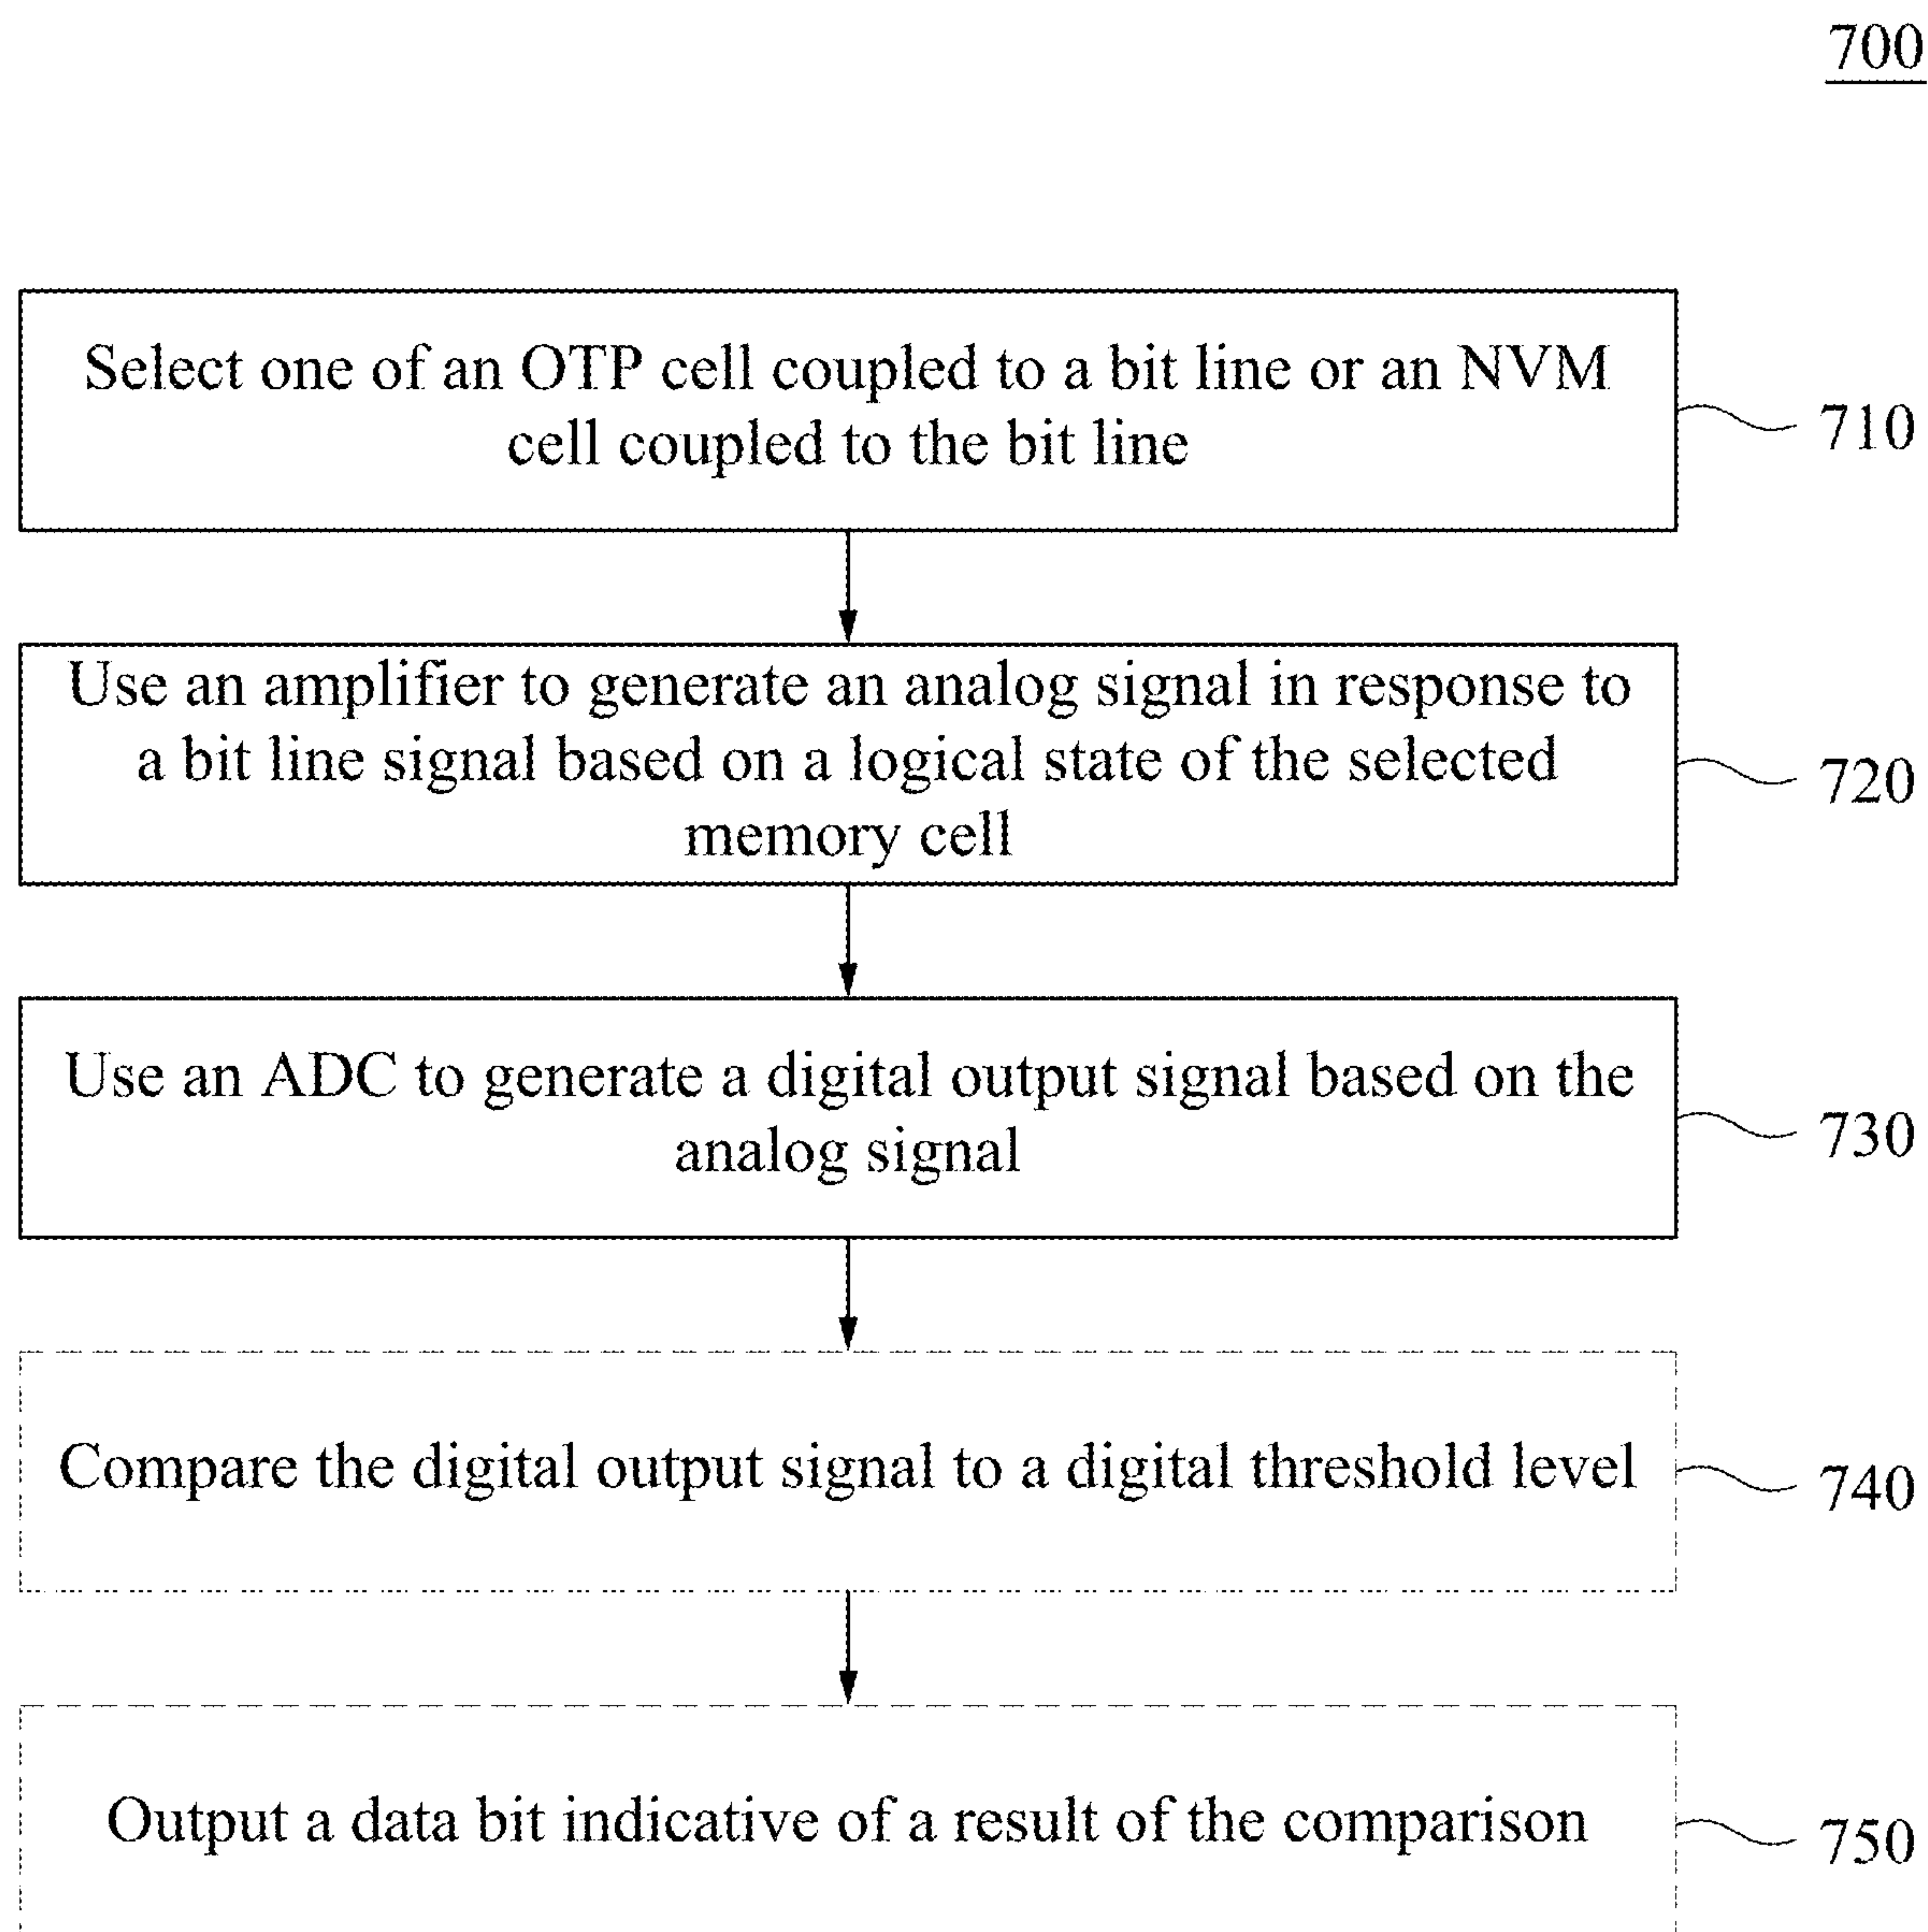 700
Select one of an OTP cell coupled to a bit line or an NVM
cell coupled to the bit line
710
Use an amplifier to generate an analog signal in response to
a bit line signal based on a logical state of the selected
memory cell
720
Use an ADC to generate a digital output signal based on the
analog signal
730
Compare the digital output signal to a digital threshold level
740
Output a data bit indicative of a result of the comparison
750